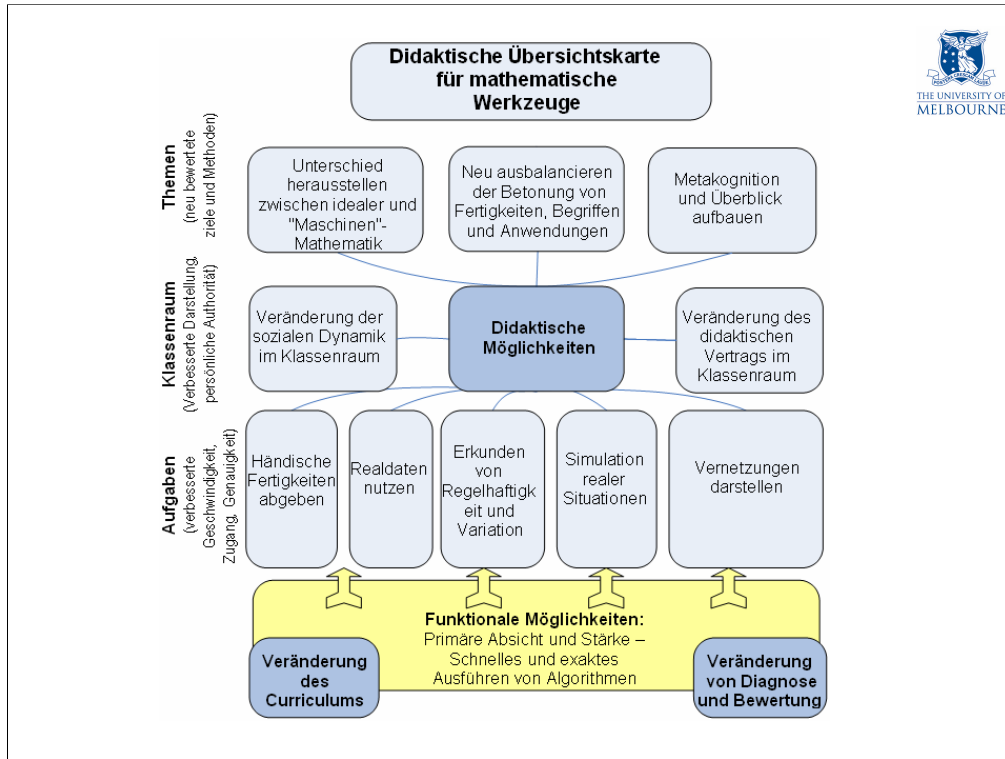 Didaktische Übersichtskarte
für mathematische
Werkzeuge
THE UNIVERSITY OF
MELBOURNE
Themen
(neu bewertete
ziele und Methoden)
Unterschied
herausstellen
zwischen idealer und
"Maschinen"-
Mathematik
Neu ausbalancieren
der Betonung von
Fertigkeiten, Begriffen
und Anwendungen
Metakognition
und Überblick
aufbauen
Klassenraum
(Verbesserte Darstellung,
persönliche Authorität)
Veränderung der
sozialen Dynamik
im Klassenraum
Didaktische
Möglichkeiten
Veränderung des
didaktischen
Vertrags im
Klassenraum
Aufgaben
(verbesserte
Geschwindigkeit,
Zugang, Genauigkeit)
Händische
Fertigkeiten
abgeben
Realdaten
nutzen
Erkunden
von
Regelhaftigk
eit und
Variation
Simulation
realer
Situationen
Vernetzungen
darstellen
Funktionale Möglichkeiten:
Primäre Absicht und Stärke –
Schnelles und exaktes
Ausführen von Algorithmen
Veränderung
des
Curriculums
Veränderung
von Diagnose
und Bewertung